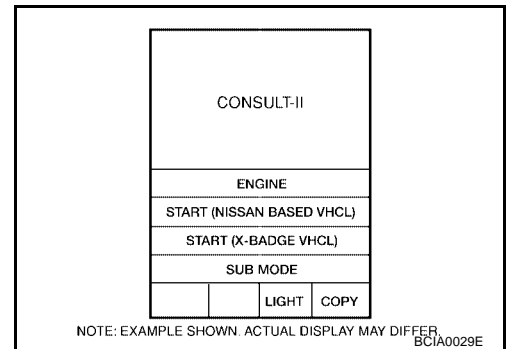 CONSULT-II
ENGINE
START (NISSAN BASED VHCL)
START (X-BADGE VHCL)
SUB MODE
LIGHT COPY
NOTE: EXAMPLE SHOWN. ACTUAL DISPLAY MAY DIFFER.
BCIA0029E